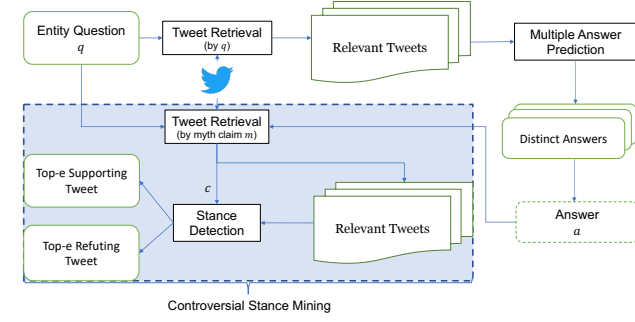 Entity Question
q
Tweet Retrieval
(by q)
Relevant Tweets
Multiple Answer
Prediction
Tweet Retrieval
(by myth claim m)
Distinct Answers
Top-e Supporting
Tweet
c
Stance
Detection
Relevant Tweets
Answer
a
Top-e Refuting
Tweet
Controversial Stance Mining